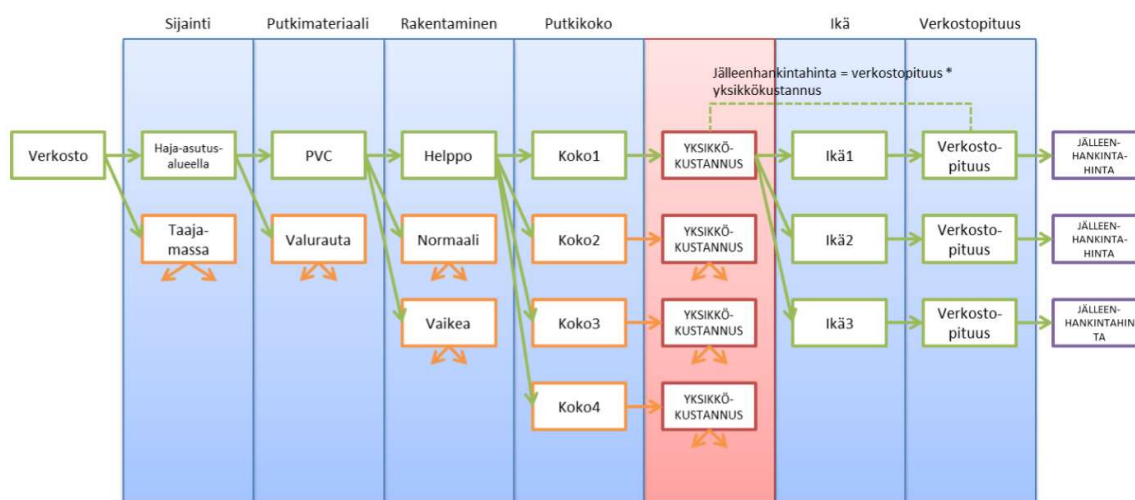 Sijainti
Putkimateriaali
Rakentaminen
Putkikoko
Ikä
Verkostopituus
Jälleenhankintahinta = verkostopituus *
yksikkökustannus
Verkosto
Haja-asutus-
alueella
PVC
Helppo
Koko1
YKSIKKÖ-
KUSTANNUS
Ikä1
Verkosto-
pituus
JÄLLEEN-
HANKINTA-
HINTA
Taaja-
massa
Valurauta
Normaali
Koko2
YKSIKKÖ-
KUSTANNUS
Ikä2
Verkosto-
pituus
JÄLLEEN-
HANKINTA-
HINTA
Vaikea
Koko3
YKSIKKÖ-
KUSTANNUS
Ikä3
Verkosto-
pituus
JÄLLEEN-
HANKINTAHIN
TA
Koko4
YKSIKKÖ-
KUSTANNUS